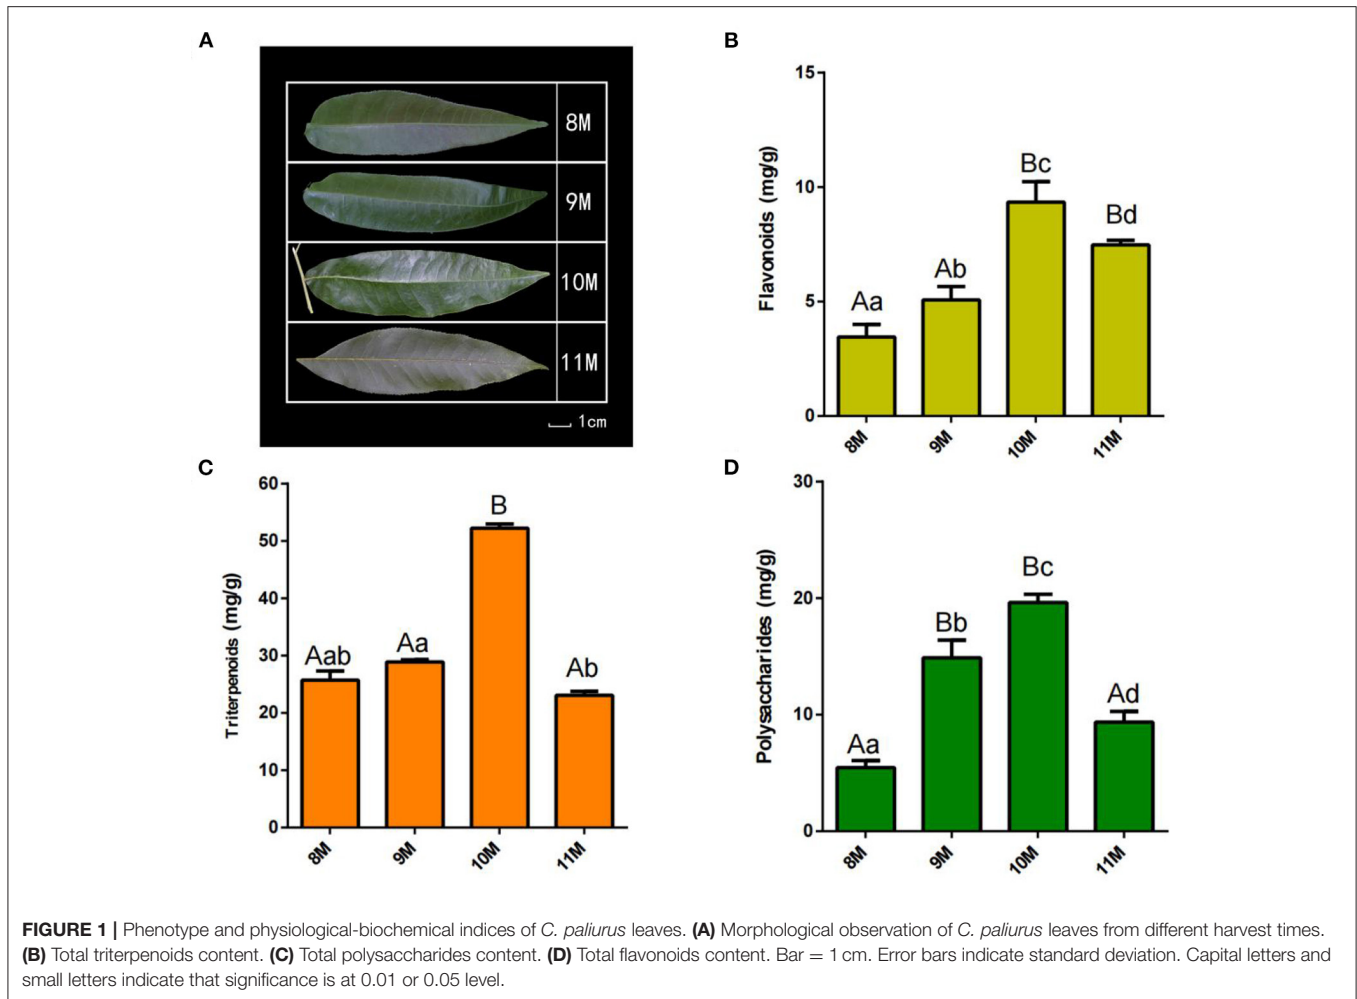 A
8M
9M
10M
11M
1cm
B
15
10
5
0
Flavonoids (mg/g)
Aa
Ab
Bc
Bd
8M
9M
10M
11M
C
60
50
40
30
20
10
0
Triterpenoids (mg/g)
Aab
Aa
B
Ab
8M
9M
10M
11M
D
30
20
10
0
Polysaccharides (mg/g)
Aa
Bb
Bc
Ad
8M
9M
10M
11M
FIGURE 1 | Phenotype and physiological-biochemical indices of C. paliurus leaves. (A) Morphological observation of C. paliurus leaves from different harvest times.
(B) Total triterpenoids content. (C) Total polysaccharides content. (D) Total flavonoids content. Bar = 1 cm. Error bars indicate standard deviation. Capital letters and
small letters indicate that significance is at 0.01 or 0.05 level.